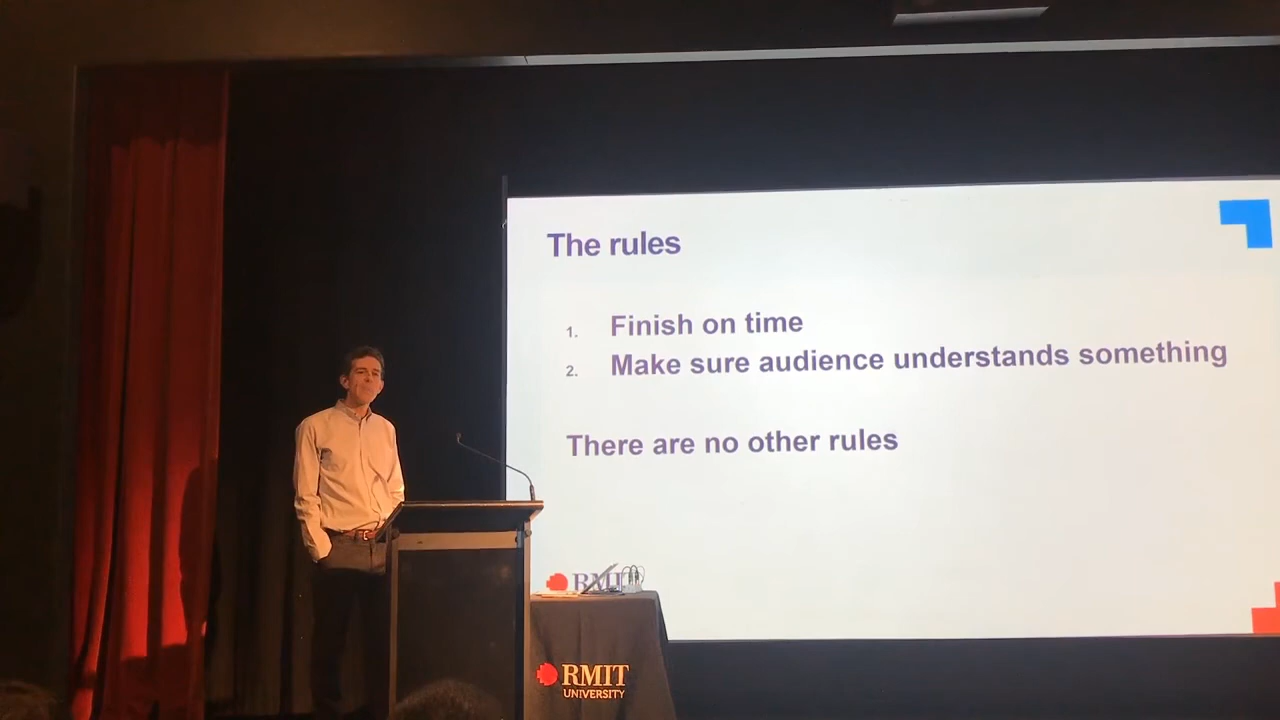 The rules
1. Finish on time
2. Make sure audience understands something
There are no other rules
RMIT
RMIT
UNIVERSITY